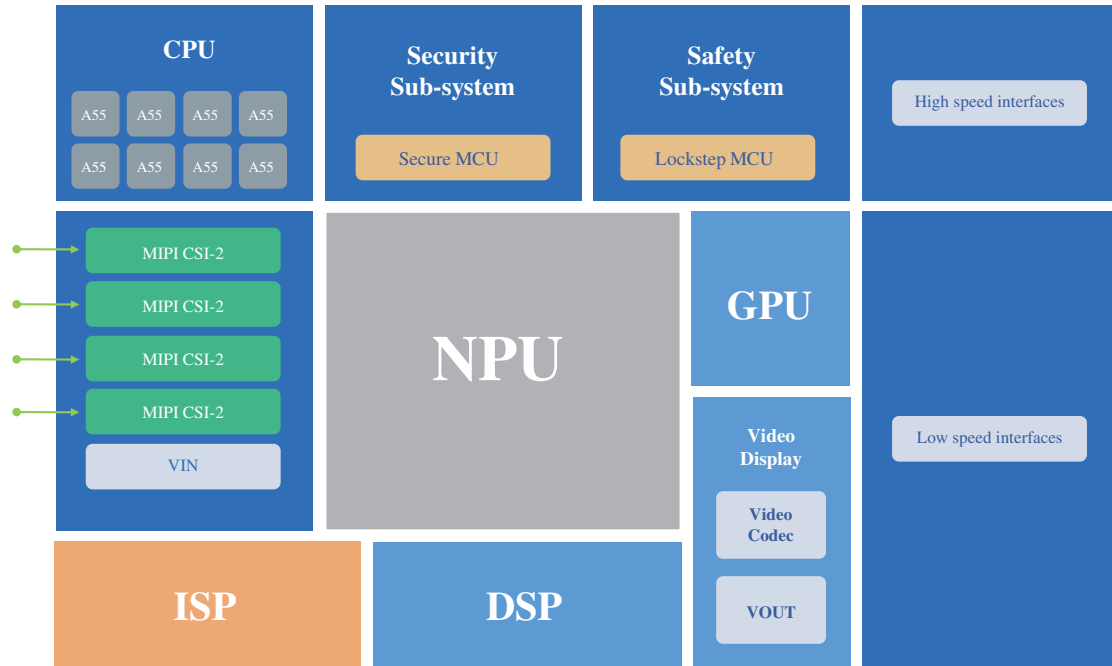 CPU
A55 A55 A55 A55
A55 A55 A55 A55
Security
Sub-system
Secure MCU
Safety
Sub-system
Lockstep MCU
High speed interfaces
MIPI CSI-2
MIPI CSI-2
MIPI CSI-2
MIPI CSI-2
VIN
NPU
GPU
Video
Display
Video
Codec
VOUT
Low speed interfaces
ISP
DSP